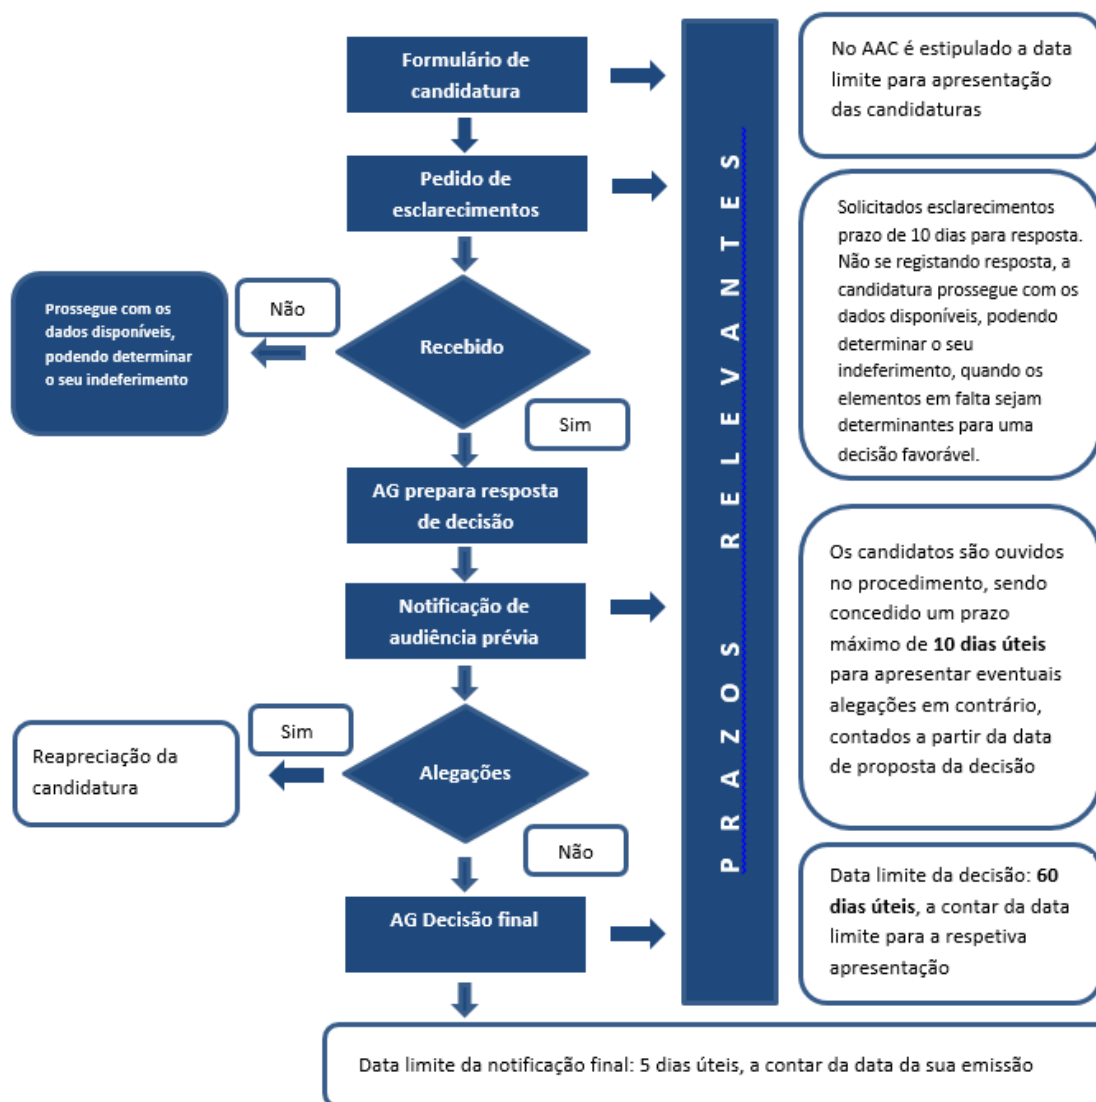 Formulário de
candidatura
No AAC é estipulado a data
limite para apresentação
das candidaturas
Pedido de
esclarecimentos
Solicitados esclarecimentos
prazo de 10 dias para resposta.
Não se registando resposta, a
candidatura prossegue com os
dados disponíveis, podendo
determinar o seu
indeferimento, quando os
elementos em falta sejam
determinantes para uma
decisão favorável.
Prossegue com os
dados disponíveis,
podendo determinar
o seu indeferimento
Não
Recebido
Sim
AG prepara resposta
de decisão
PRAZOS RELEVANTES
Notificação de
audiência prévia
Os candidatos são ouvidos
no procedimento, sendo
concedido um prazo
máximo de 10 dias úteis
para apresentar eventuais
alegações em contrário,
contados a partir da data
de proposta da decisão
Reapreciação da
candidatura
Sim
Alegações
Não
AG Decisão final
Data limite da decisão: 60
dias úteis, a contar da data
limite para a respetiva
apresentação
Data limite da notificação final: 5 dias úteis, a contar da data da sua emissão